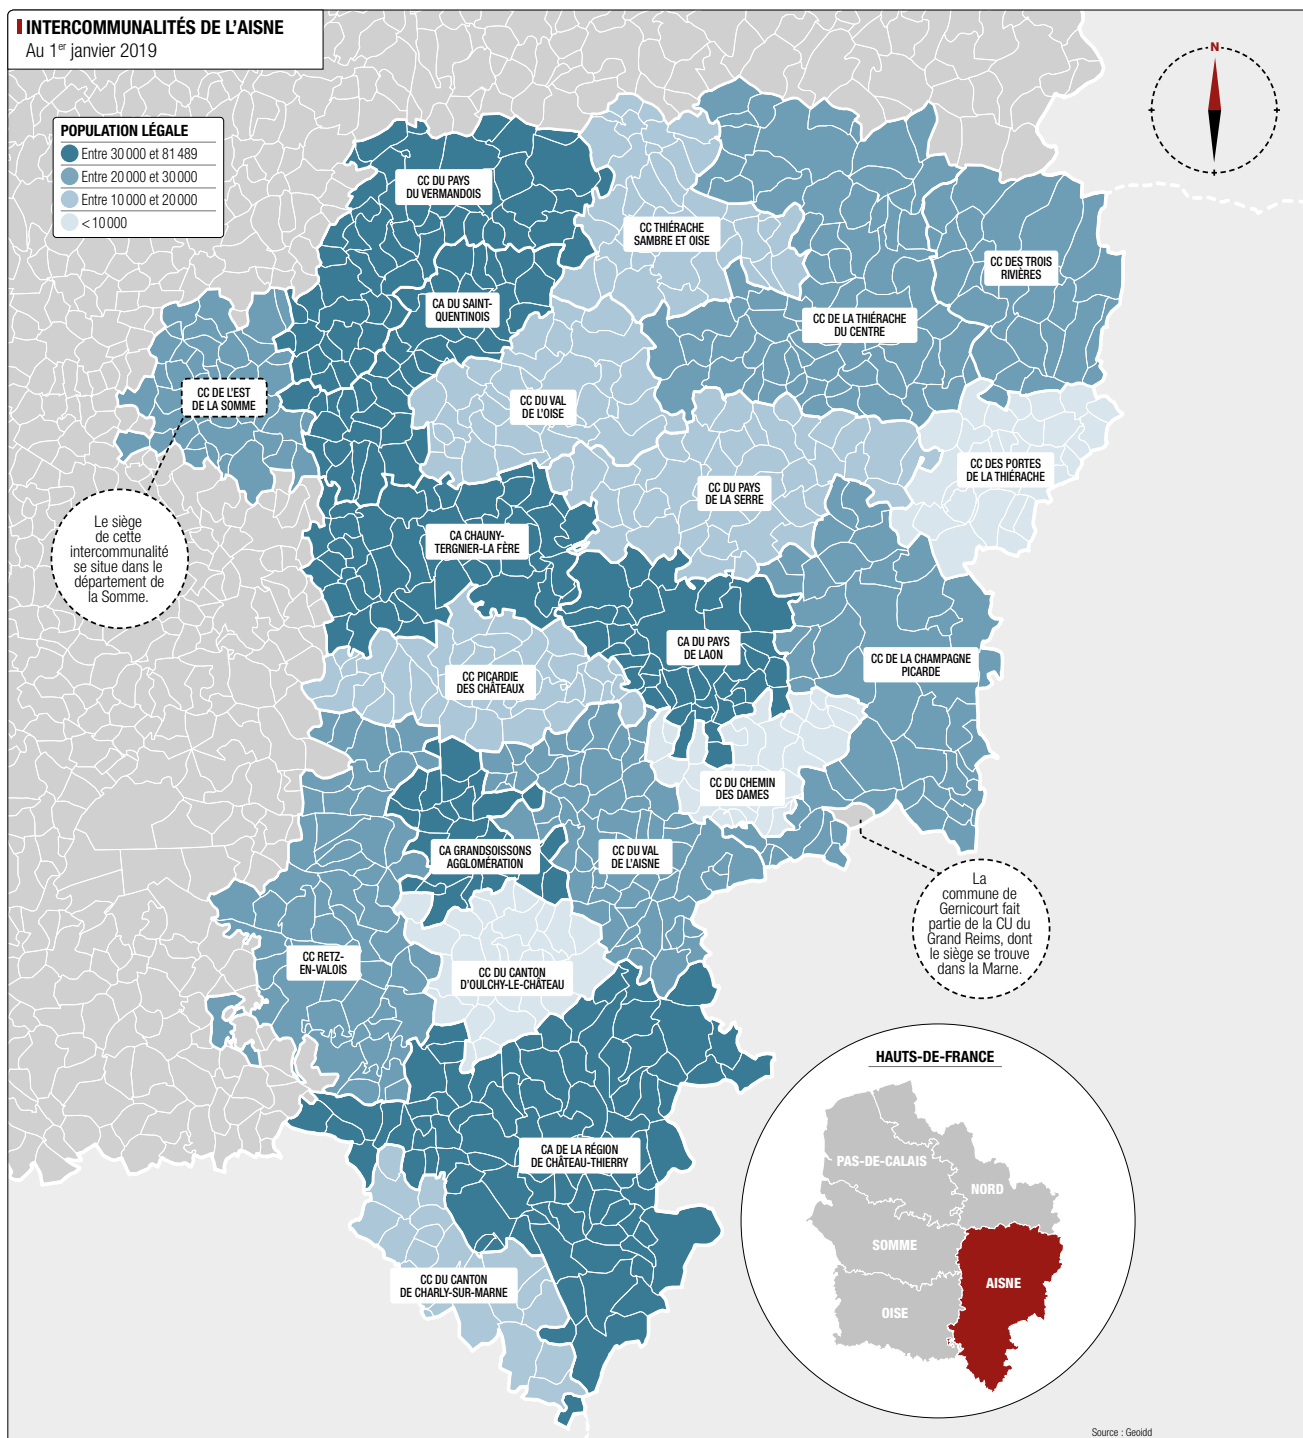 INTERCOMMUNALITÉS DE L'AISNE
Au 1er janvier 2019
POPULATION LÉGALE
Entre 30 000 et 81 489
Entre 20 000 et 30 000
Entre 10 000 et 20 000
< 10 000
N
CC DU PAYS
DU VERMANDOIS
CC THIÉRACHE
SAMBRE ET OISE
CC DES TROIS
RIVIÈRES
CA DU SAINT-
QUENTINOIS
CC DE LA THIÉRACHE
DU CENTRE
CC DE L'EST
DE LA SOMME
CC DU VAL
DE L'OISE
CC DES PORTES
DE LA THIÉRACHE
CC DU PAYS
DE LA SERRE
Le siège
de cette
intercommunalité
se situe dans le
département de
la Somme.
CA CHAUNY-
TERGNIER-LA FÈRE
CA DU PAYS
DE LAON
CC DE LA CHAMPAGNE
PICARDE
CC PICARDIE
DES CHÂTEAUX
CC DU CHEMIN
DES DAMES
CA GRANDSOISSONS
AGGLOMÉRATION
CC DU VAL
DE L'AISNE
La
commune de
Gernicourt fait
partie de la CU du
Grand Reims, dont
le siège se trouve
dans la Marne.
CC RETZ-
EN-VALOIS
CC DU CANTON
D'OULCHY-LE-CHÂTEAU
CA DE LA RÉGION
DE CHÂTEAU-THIERRY
CC DU CANTON
DE CHARLY-SUR-MARNE
HAUTS-DE-FRANCE
PAS-DE-CALAIS
NORD
SOMME
AISNE
OISE
Source : Geoidd